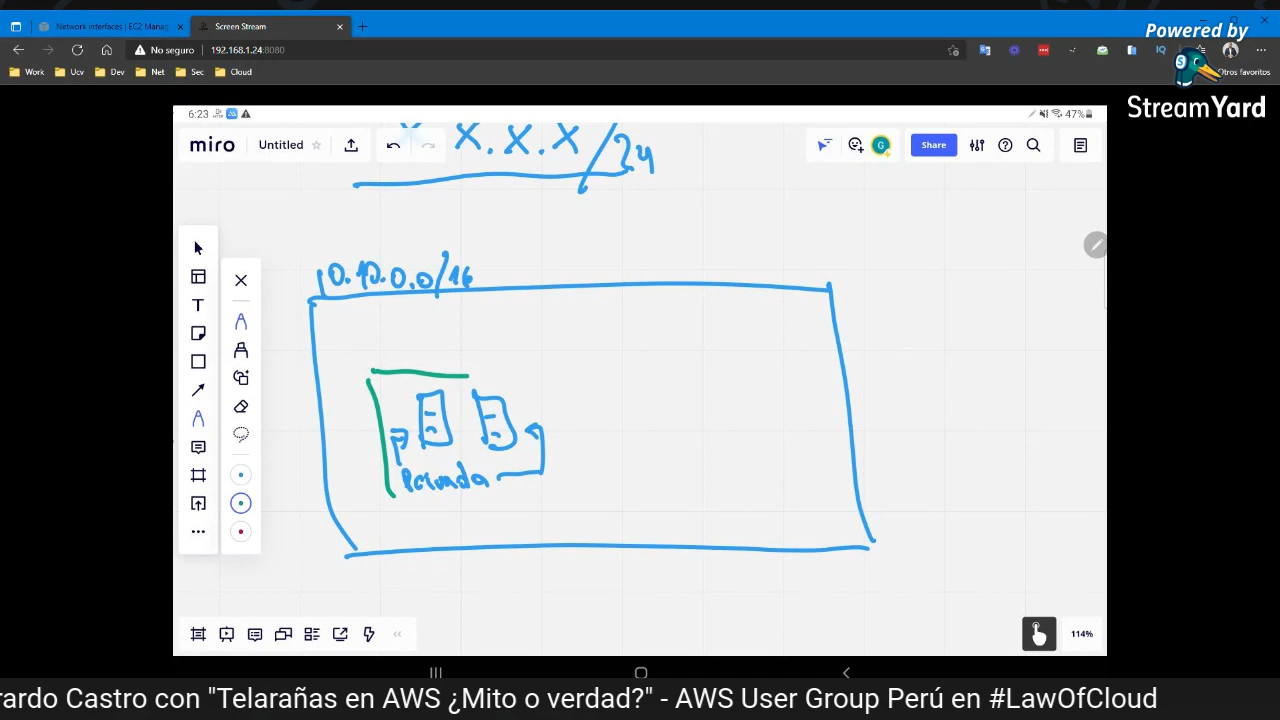 Network interfaces | EC2 Manag
Screen Stream
Powered by
No seguro
192.168.1.24:8080
Work
Ucv
Dev
Net
Sec
Cloud
Otros favoritos
StreamYard
6:23
47%
miro
Untitled
Share
X X.X.X/24
10.10.0.0/16
Privada
114%
rardo Castro con "Telarañas en AWS ¿Mito o verdad?" - AWS User Group Perú en #LawOfCloud